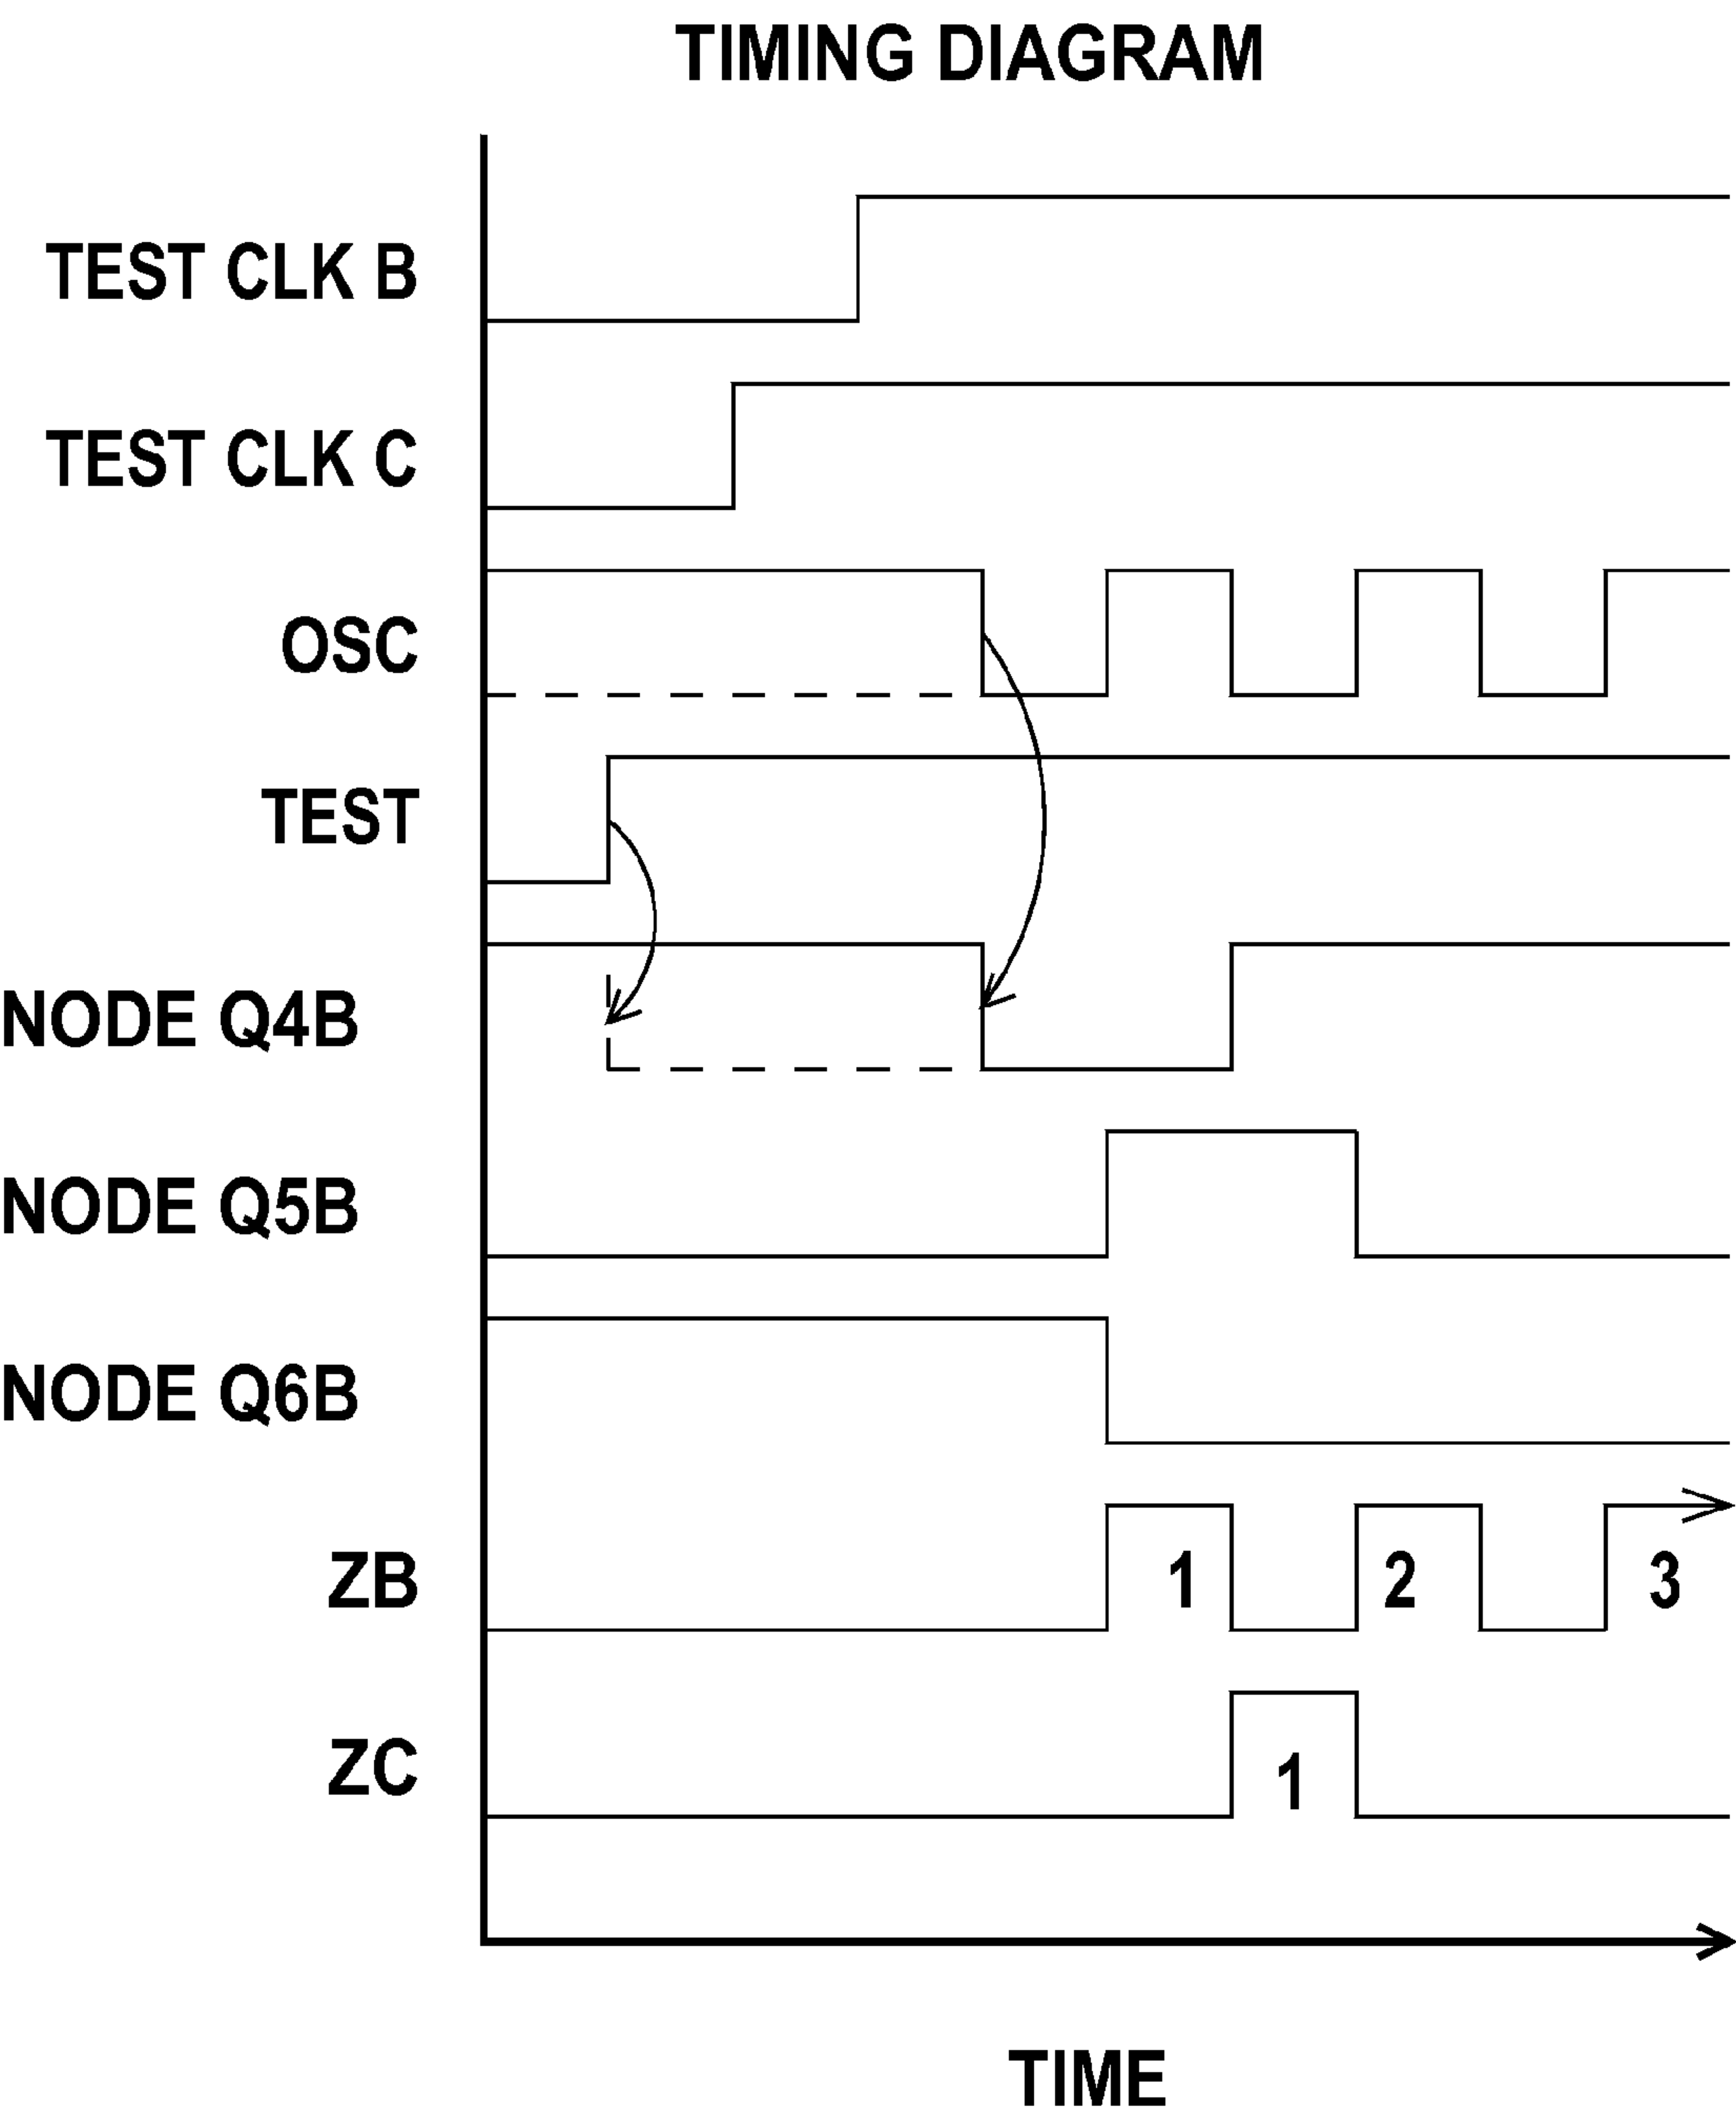 TIMING DIAGRAM
TEST CLK B
TEST CLK C
OSC
TEST
NODE Q4B
NODE Q5B
NODE Q6B
ZB
1 2 3
ZC
1
TIME